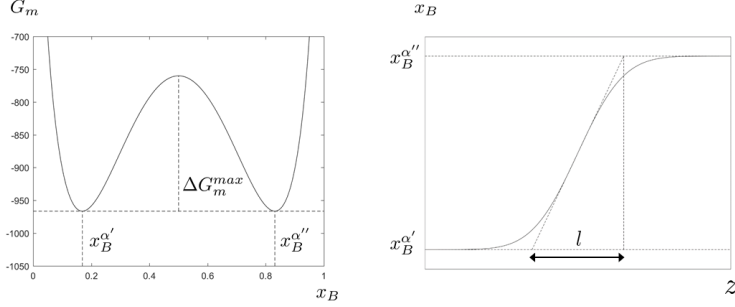 G_m
-700
-750
-800
-850
-900
-950
-1000
-1050
0 0.2 0.4 0.6 0.8 1
ΔG_m^{max}
x_B^{α'}
x_B^{α''}
x_B
x_B
x_B^{α''}
x_B^{α'}
l
z